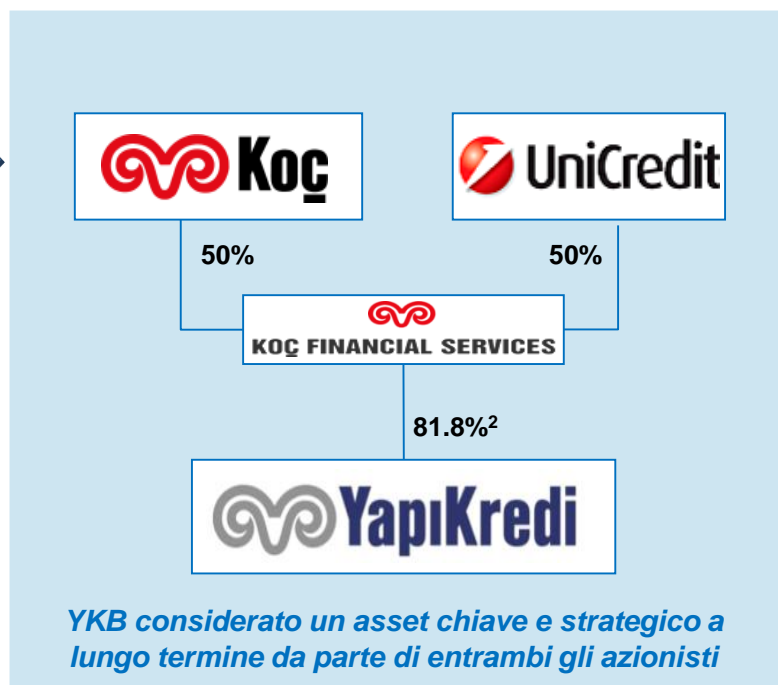 Koç
UniCredit
50%
50%
KOÇ FINANCIAL SERVICES
81.8%²
YapıKredi
YKB considerato un asset chiave e strategico a
lungo termine da parte di entrambi gli azionisti